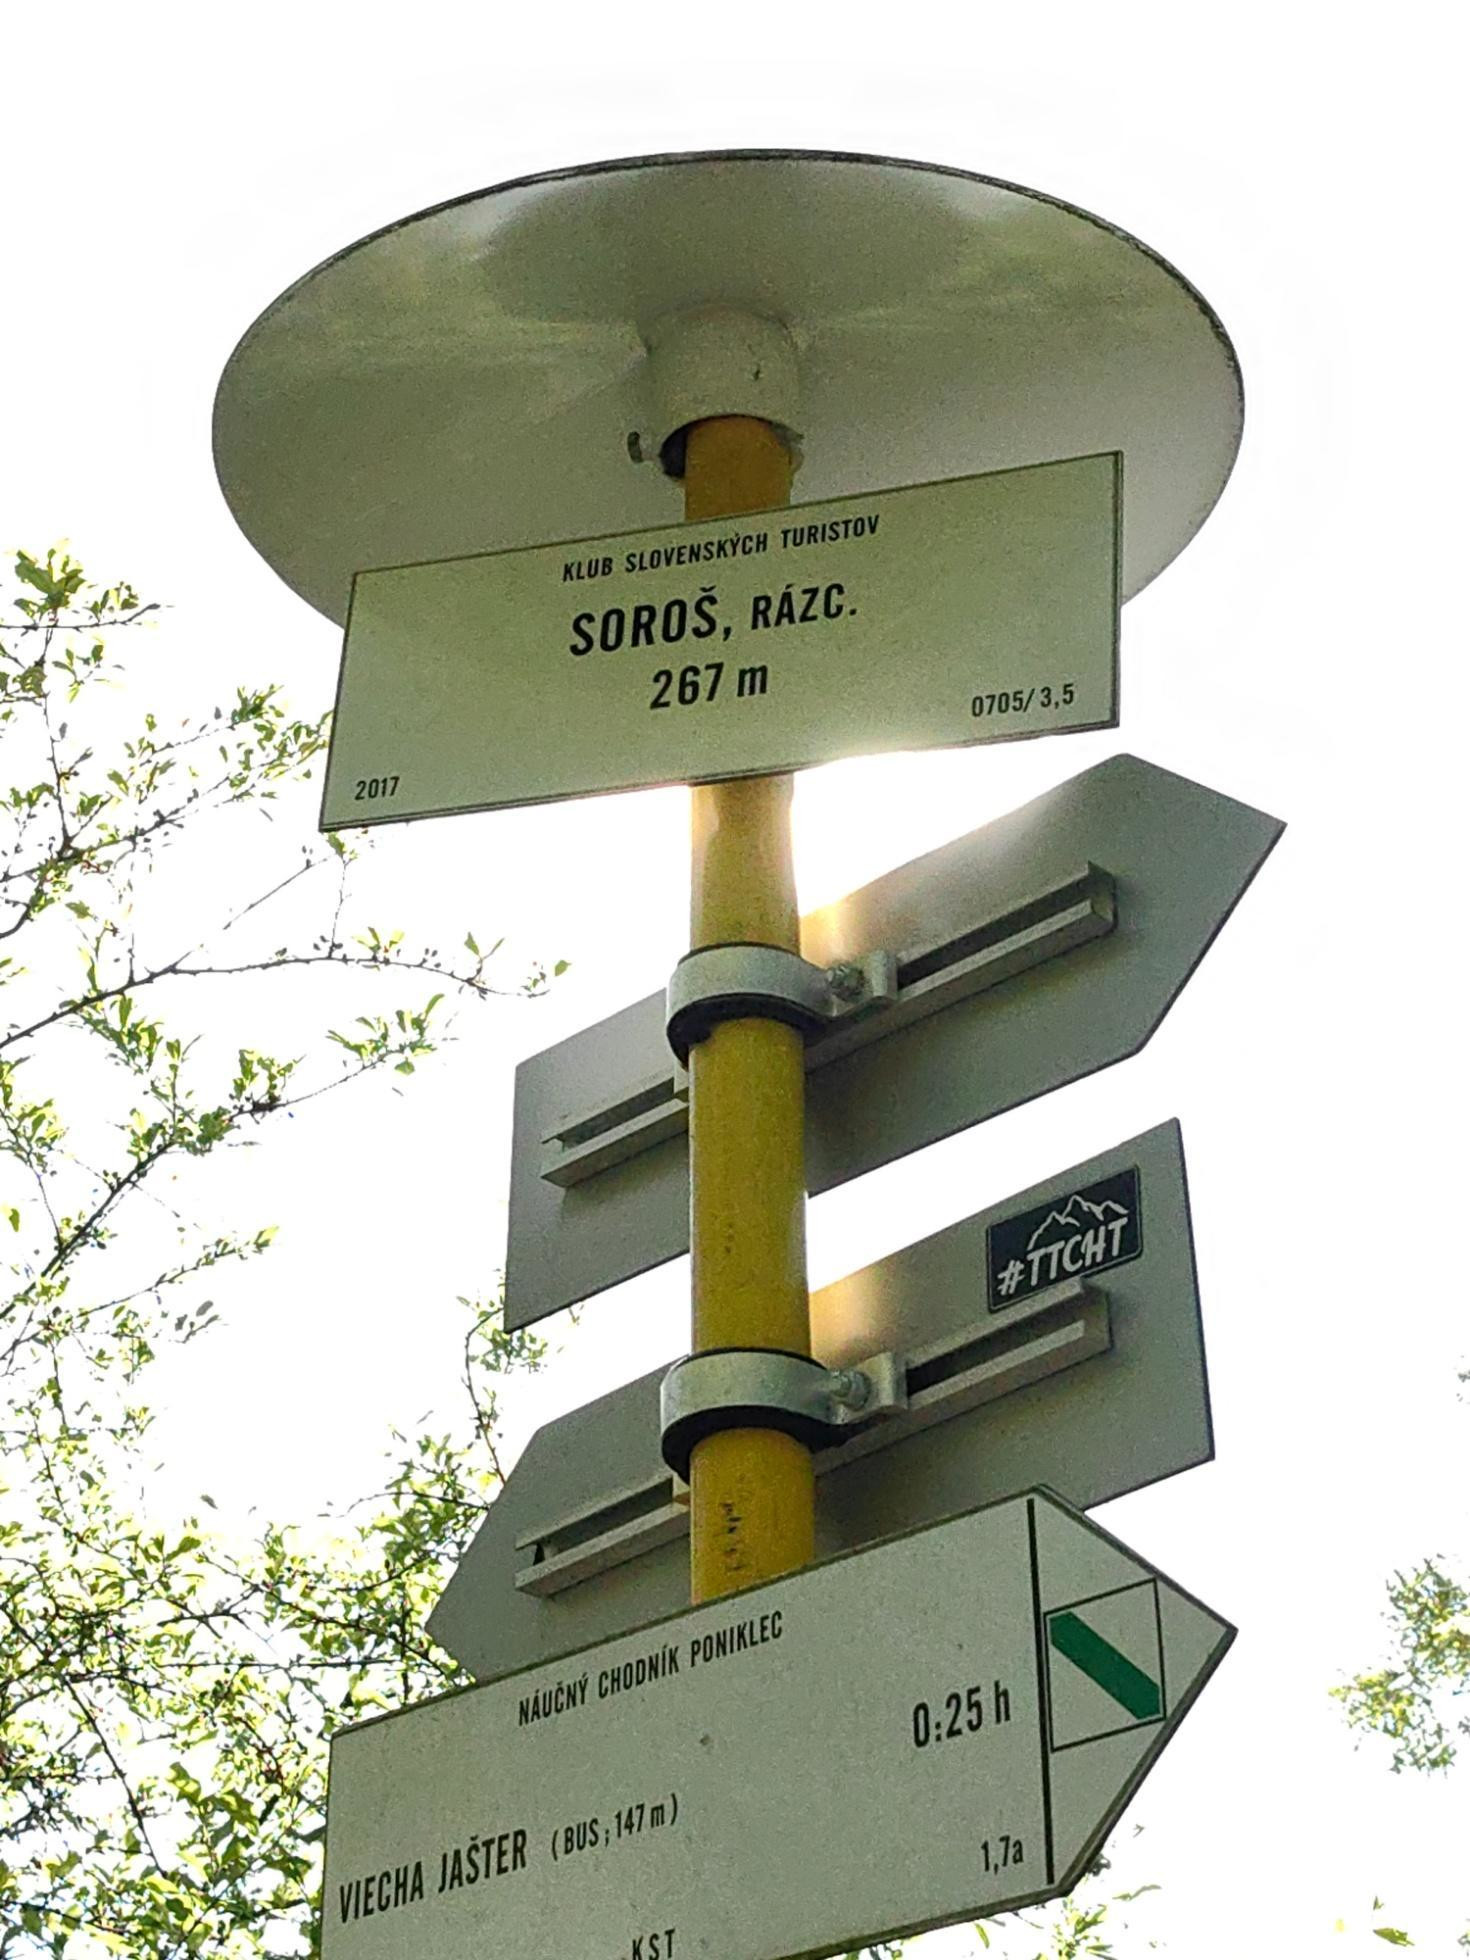 KLUB SLOVENSKÝCH TURISTOV
SOROŠ, RÁZC.
267 m
0705/3,5
2017
#TTCHT
NÁUČNÝ CHODNÍK PONIKLEC
0:25 h
VIECHA JAŠTER (BUS; 147 m)
1,7a
KST